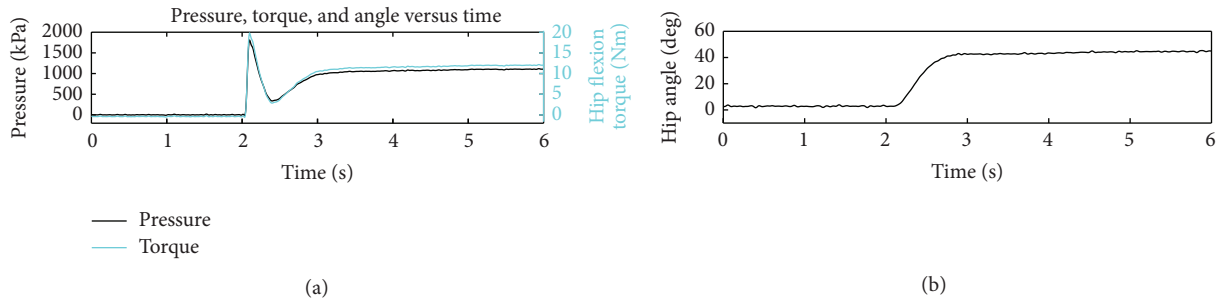 Pressure, torque, and angle versus time
Pressure (kPa)
2000
1500
1000
500
0
20
15
10
5
0
Hip flexion
torque (Nm)
0 1 2 3 4 5 6
Time (s)
Pressure
Torque
(a)
Hip angle (deg)
60
40
20
0
0 1 2 3 4 5 6
Time (s)
(b)